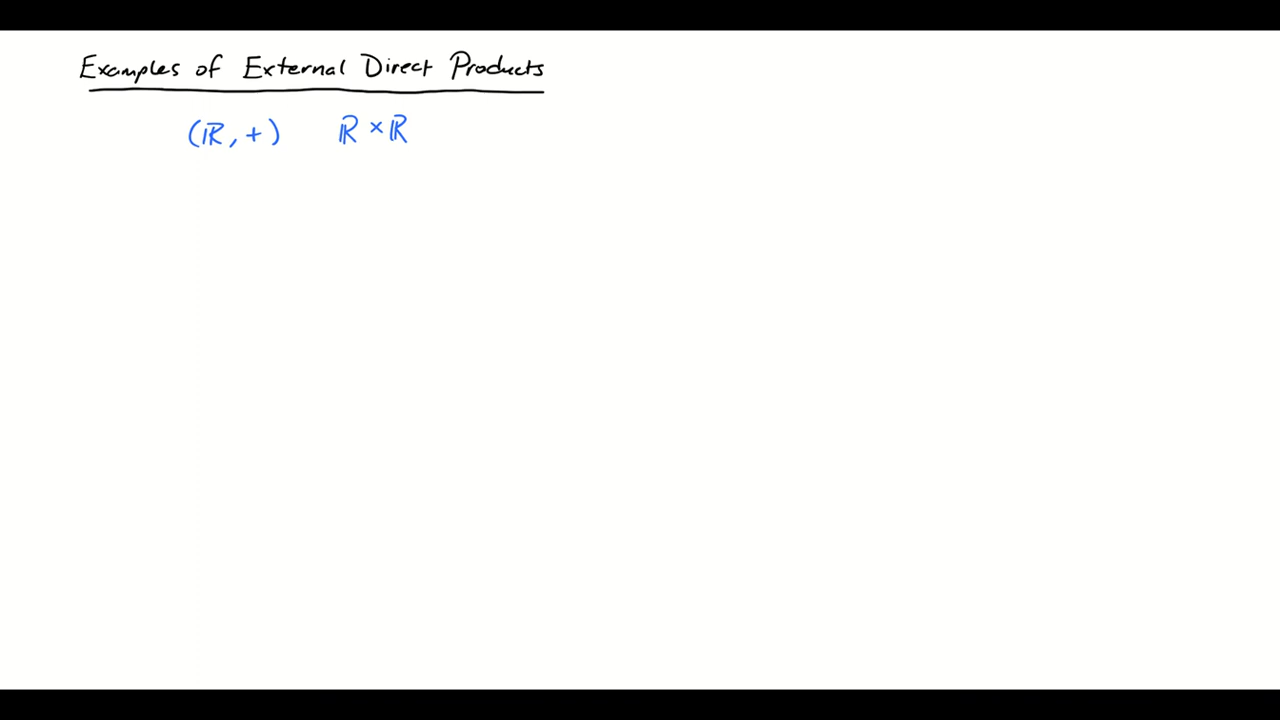 Examples of External Direct Products
(ℝ, +) ℝ × ℝ